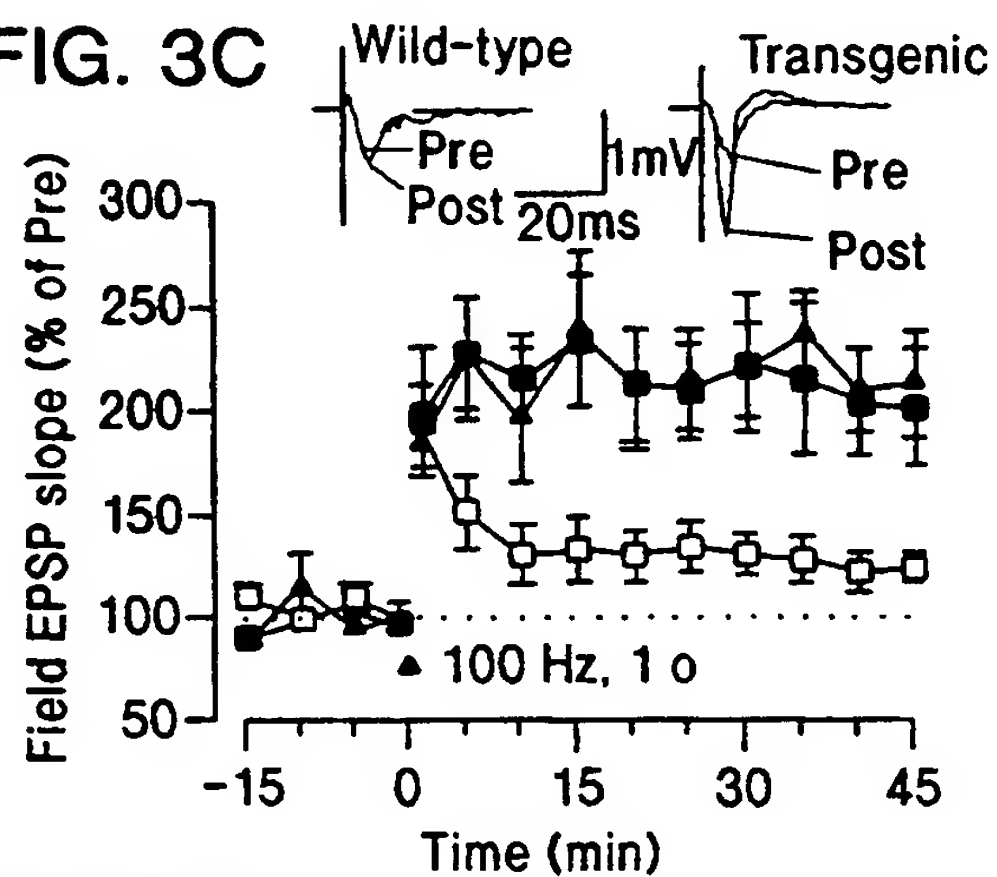 FIG. 3C
Wild-type
Transgenic
Pre
Post
1mV
20ms
Pre
Post
Field EPSP slope (% of Pre)
300
250
200
150
100
50
▲ 100 Hz, 1 o
-15
0
15
30
45
Time (min)